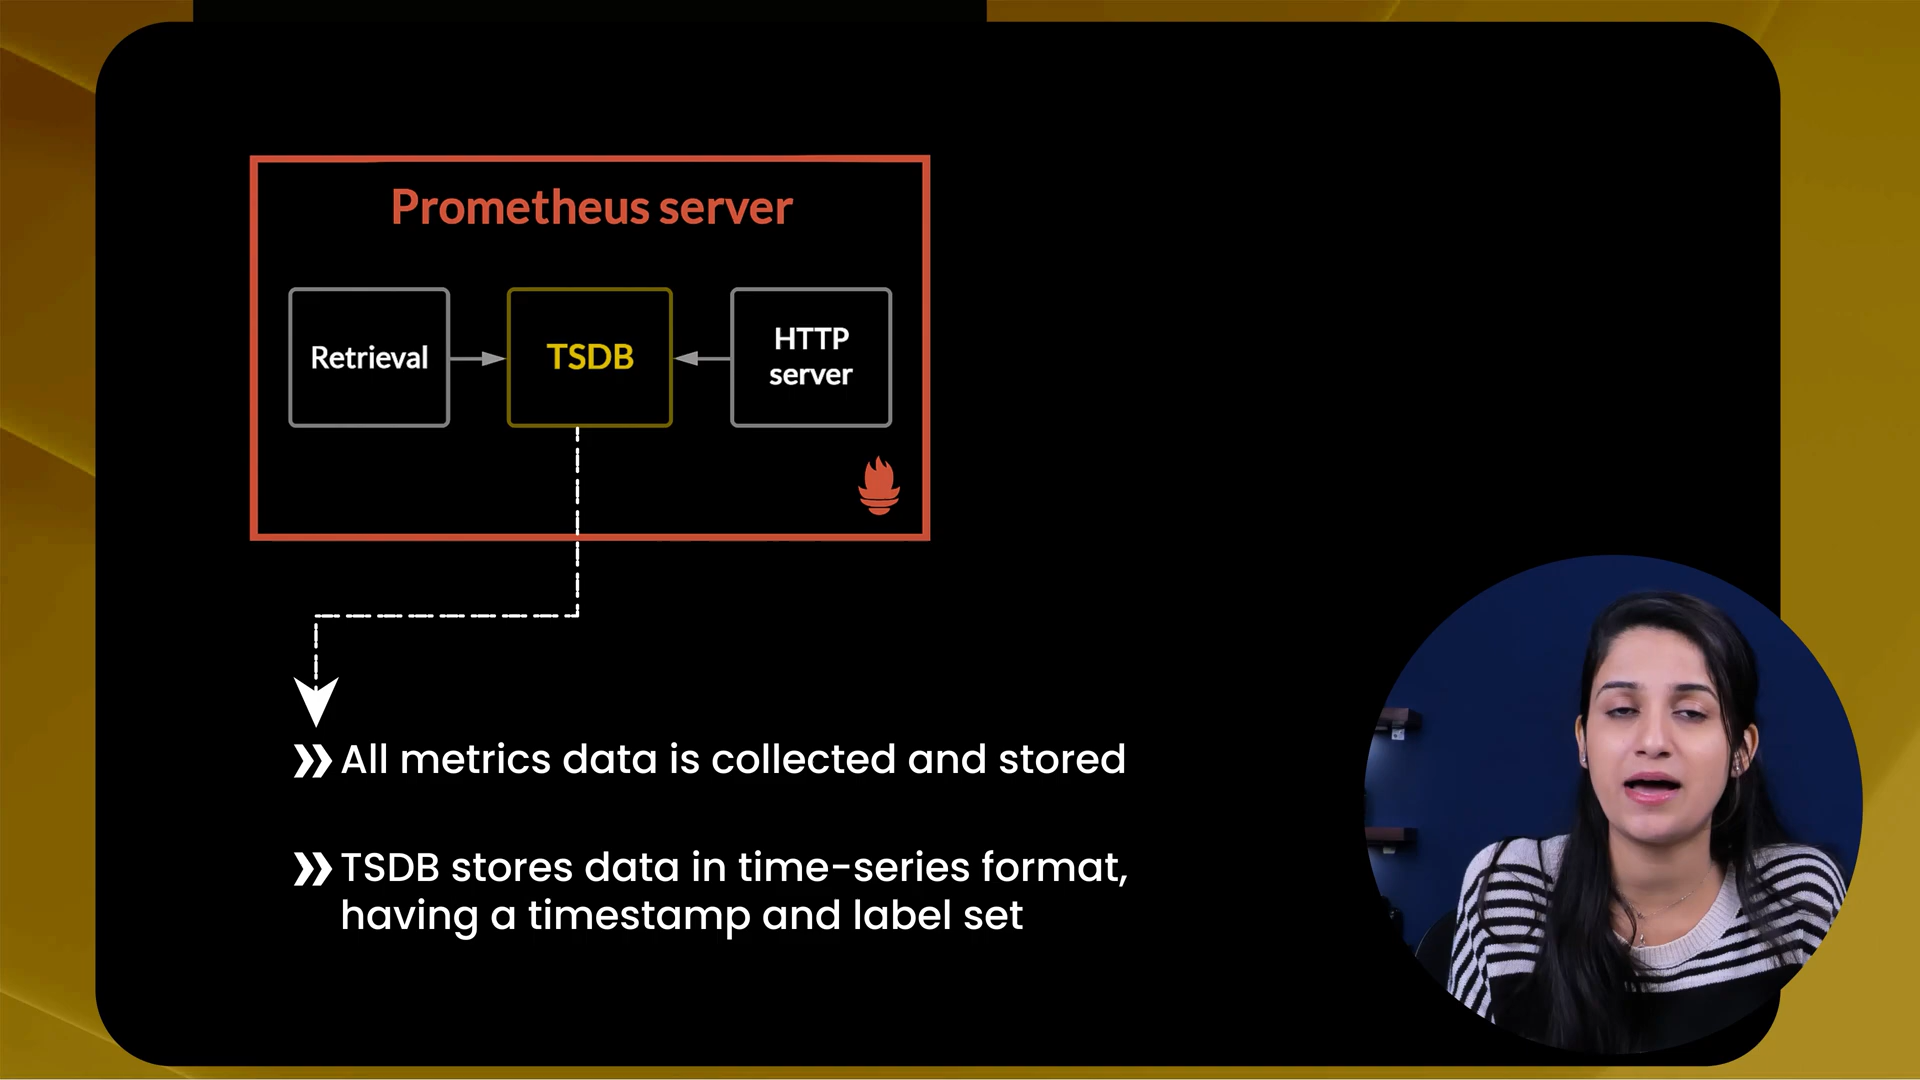 Prometheus server
Retrieval
TSDB
HTTP
server
All metrics data is collected and stored
TSDB stores data in time-series format,
having a timestamp and label set